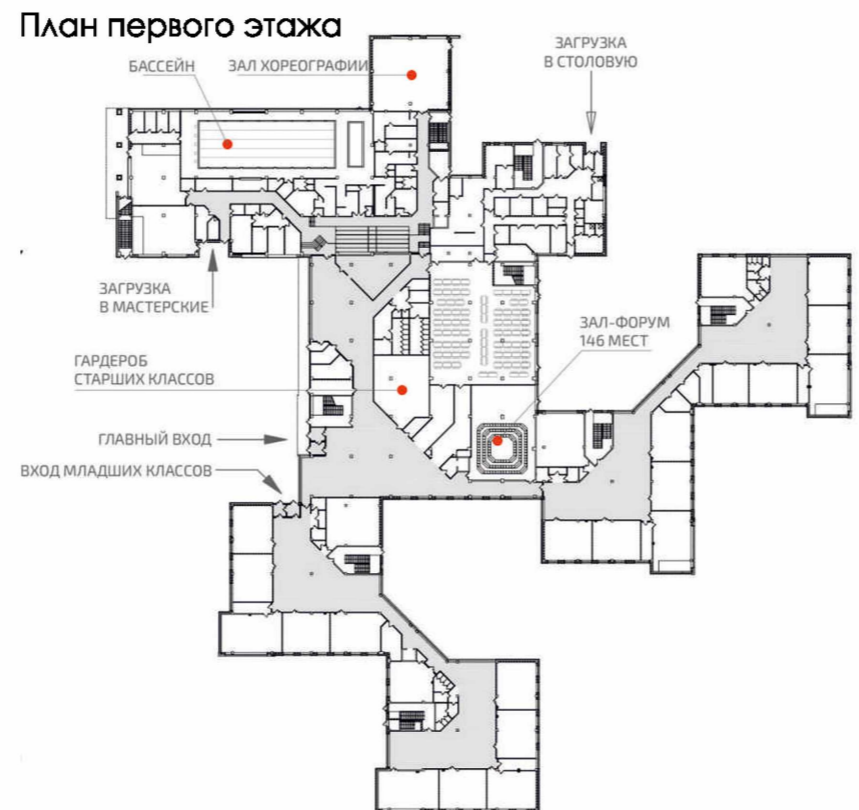 План первого этажа
БАССЕЙН
ЗАЛ ХОРЕОГРАФИИ
ЗАГРУЗКА
В СТОЛОВУЮ
ЗАГРУЗКА
В МАСТЕРСКИЕ
ЗАЛ-ФОРУМ
146 МЕСТ
ГАРДЕРОБ
СТАРШИХ КЛАССОВ
ГЛАВНЫЙ ВХОД
ВХОД МЛАДШИХ КЛАССОВ